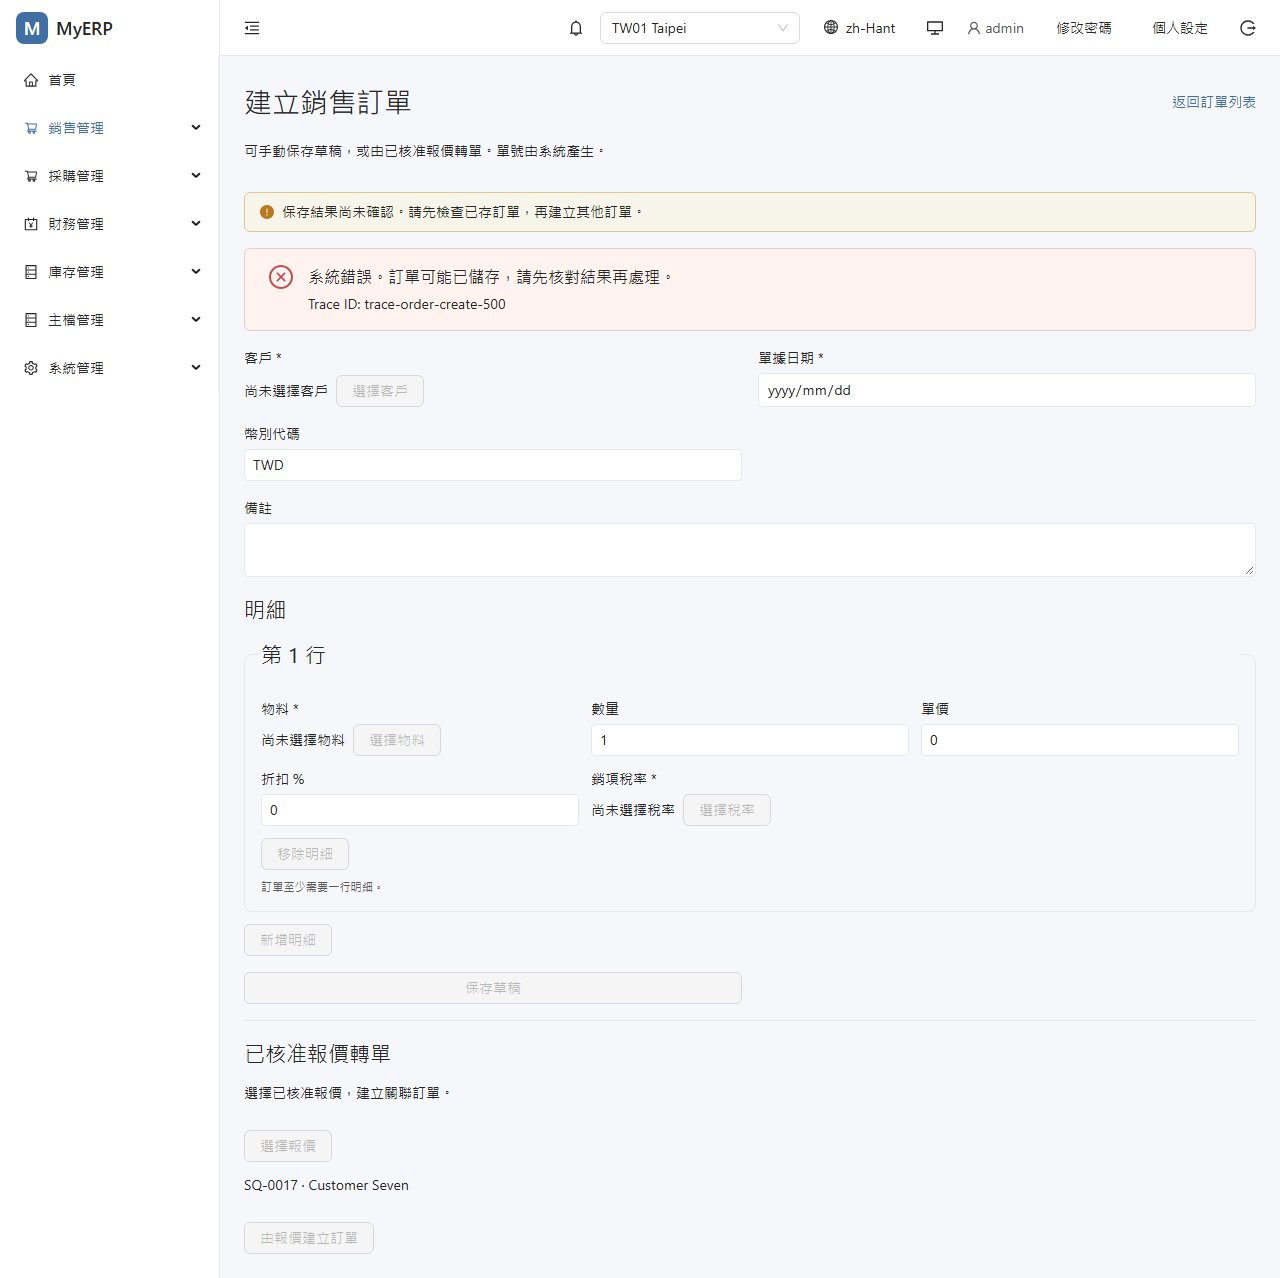 M MyERP
TW01 Taipei
zh-Hant
admin
修改密碼
個人設定
首頁
銷售管理
採購管理
財務管理
庫存管理
主檔管理
系統管理
建立銷售訂單
返回訂單列表
可手動保存草稿，或由已核准報價轉單。單號由系統產生。
保存結果尚未確認。請先檢查已存訂單，再建立其他訂單。
系統錯誤。訂單可能已儲存，請先核對結果再處理。
Trace ID: trace-order-create-500
客戶 *
單據日期 *
尚未選擇客戶 選擇客戶
yyyy/mm/dd
幣別代碼
TWD
備註
明細
第 1 行
物料 *
數量
單價
尚未選擇物料 選擇物料
1
0
折扣 %
銷項稅率 *
0
尚未選擇稅率 選擇稅率
移除明細
訂單至少需要一行明細。
新增明細
保存草稿
已核准報價轉單
選擇已核准報價，建立關聯訂單。
選擇報價
SQ-0017 · Customer Seven
由報價建立訂單